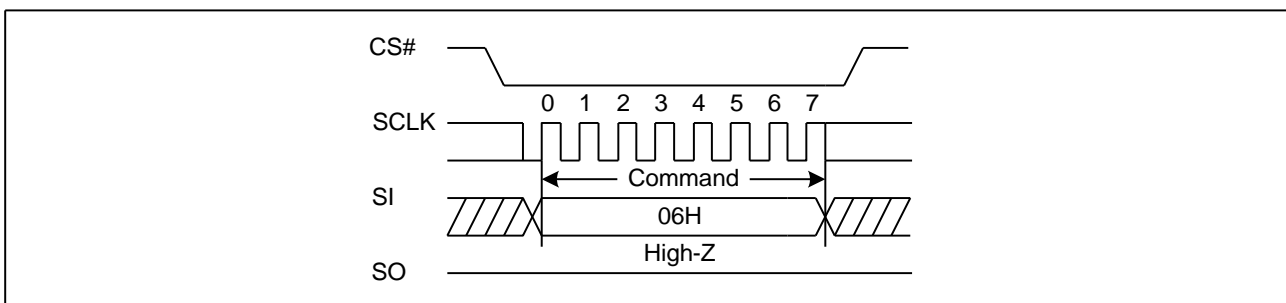 CS#
0 1 2 3 4 5 6 7
SCLK
Command
SI
06H
High-Z
SO